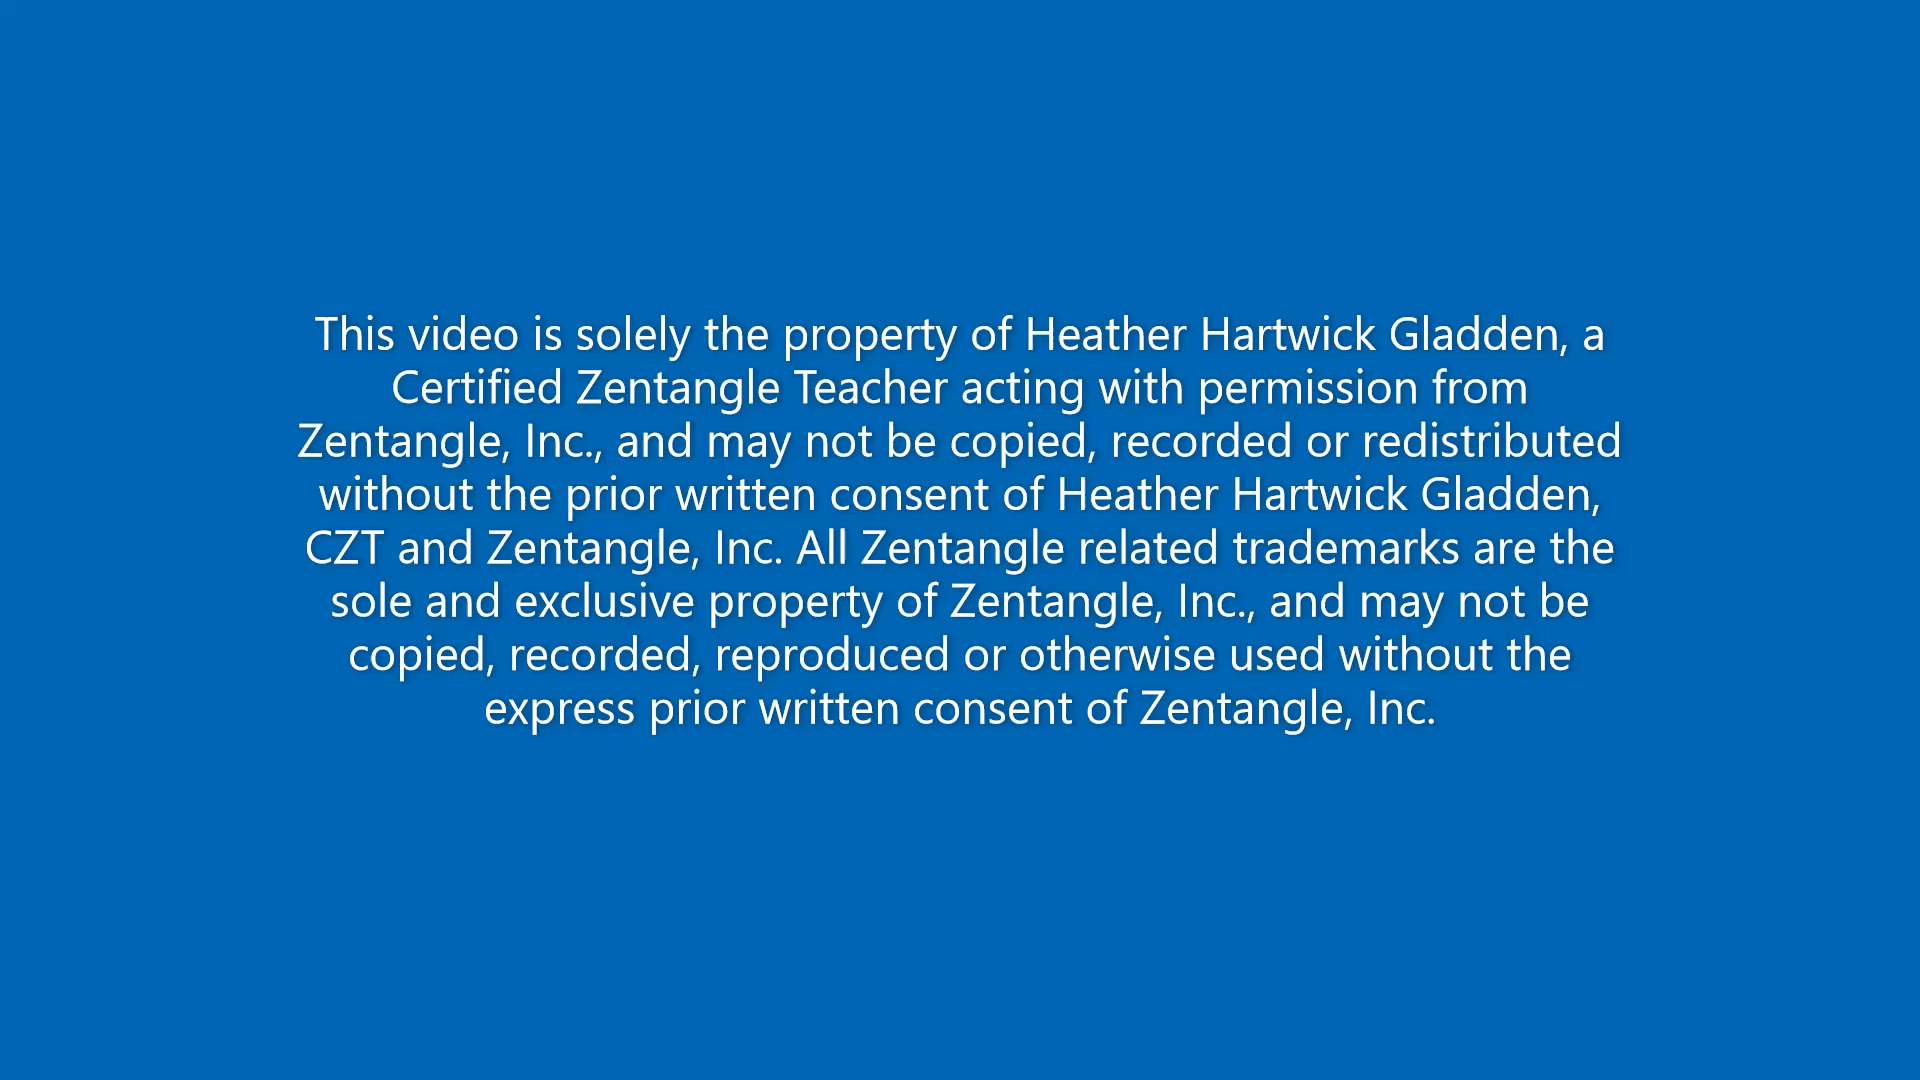 This video is solely the property of Heather Hartwick Gladden, a
Certified Zentangle Teacher acting with permission from
Zentangle, Inc., and may not be copied, recorded or redistributed
without the prior written consent of Heather Hartwick Gladden,
CZT and Zentangle, Inc. All Zentangle related trademarks are the
sole and exclusive property of Zentangle, Inc., and may not be
copied, recorded, reproduced or otherwise used without the
express prior written consent of Zentangle, Inc.